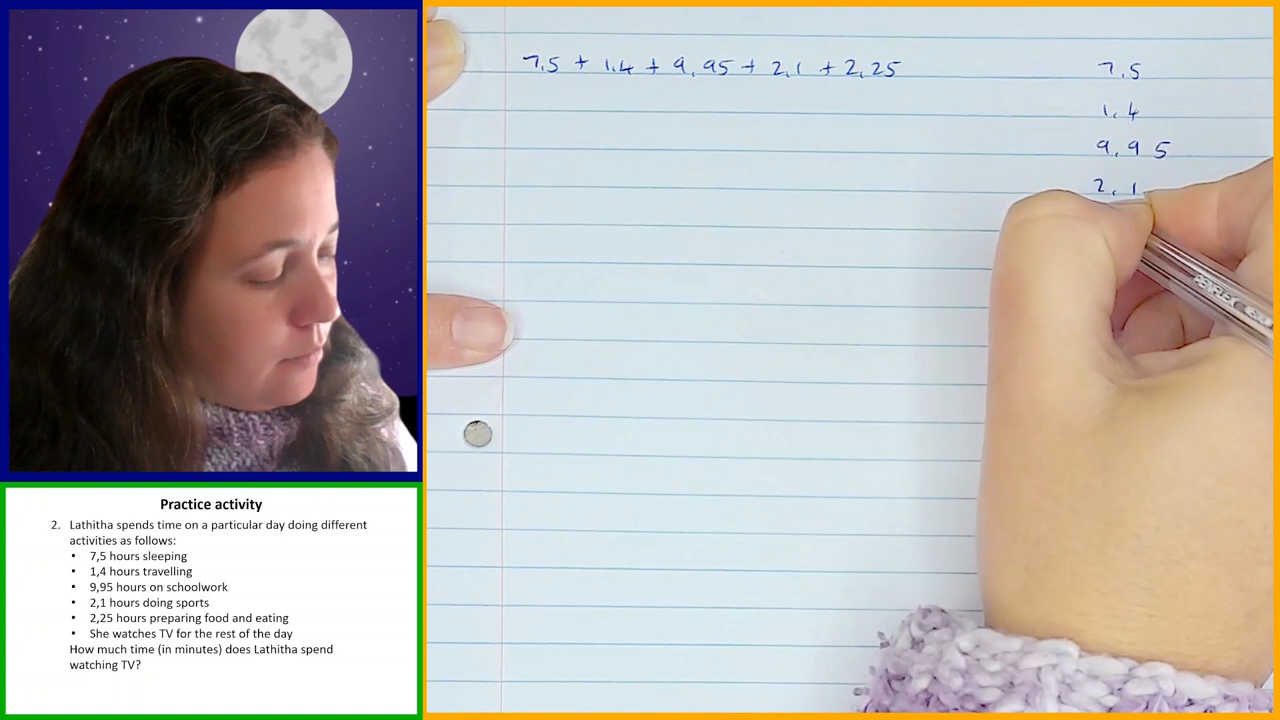 7,5 + 1,4 + 9,95 + 2,1 + 2,25
7,5
1,4
9,95
2,1
Practice activity
2. Lathitha spends time on a particular day doing different
activities as follows:
• 7,5 hours sleeping
• 1,4 hours travelling
• 9,95 hours on schoolwork
• 2,1 hours doing sports
• 2,25 hours preparing food and eating
• She watches TV for the rest of the day
How much time (in minutes) does Lathitha spend
watching TV?